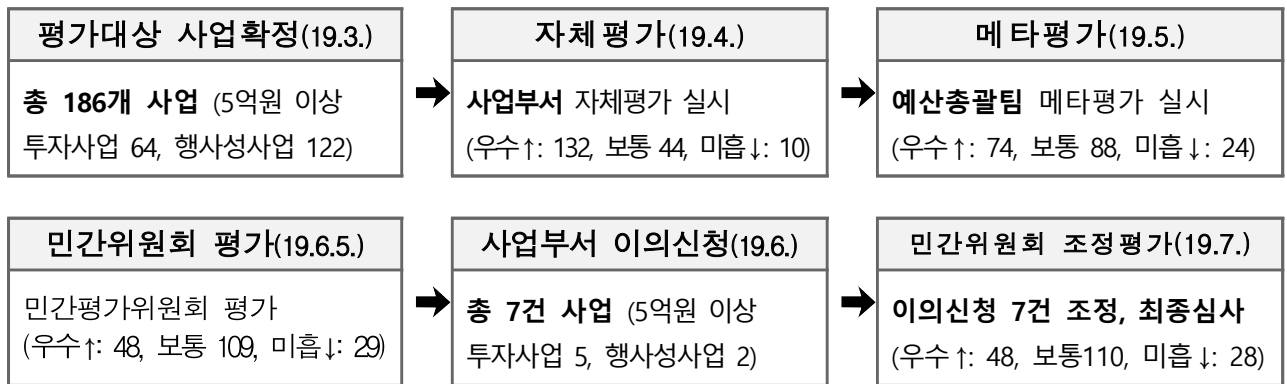 평가대상 사업확정(19.3.)
총 186개 사업 (5억원 이상
투자사업 64, 행사성사업 122)
➡
자체평가(19.4.)
사업부서 자체평가 실시
(우수↑: 132, 보통 44, 미흡↓: 10)
➡
메타평가(19.5.)
예산총괄팀 메타평가 실시
(우수↑: 74, 보통 88, 미흡↓: 24)
민간위원회 평가(19.6.5.)
민간평가위원회 평가
(우수↑: 48, 보통 109, 미흡↓: 29)
➡
사업부서 이의신청(19.6.)
총 7건 사업 (5억원 이상
투자사업 5, 행사성사업 2)
➡
민간위원회 조정평가(19.7.)
이의신청 7건 조정, 최종심사
(우수↑: 48, 보통110, 미흡↓: 28)